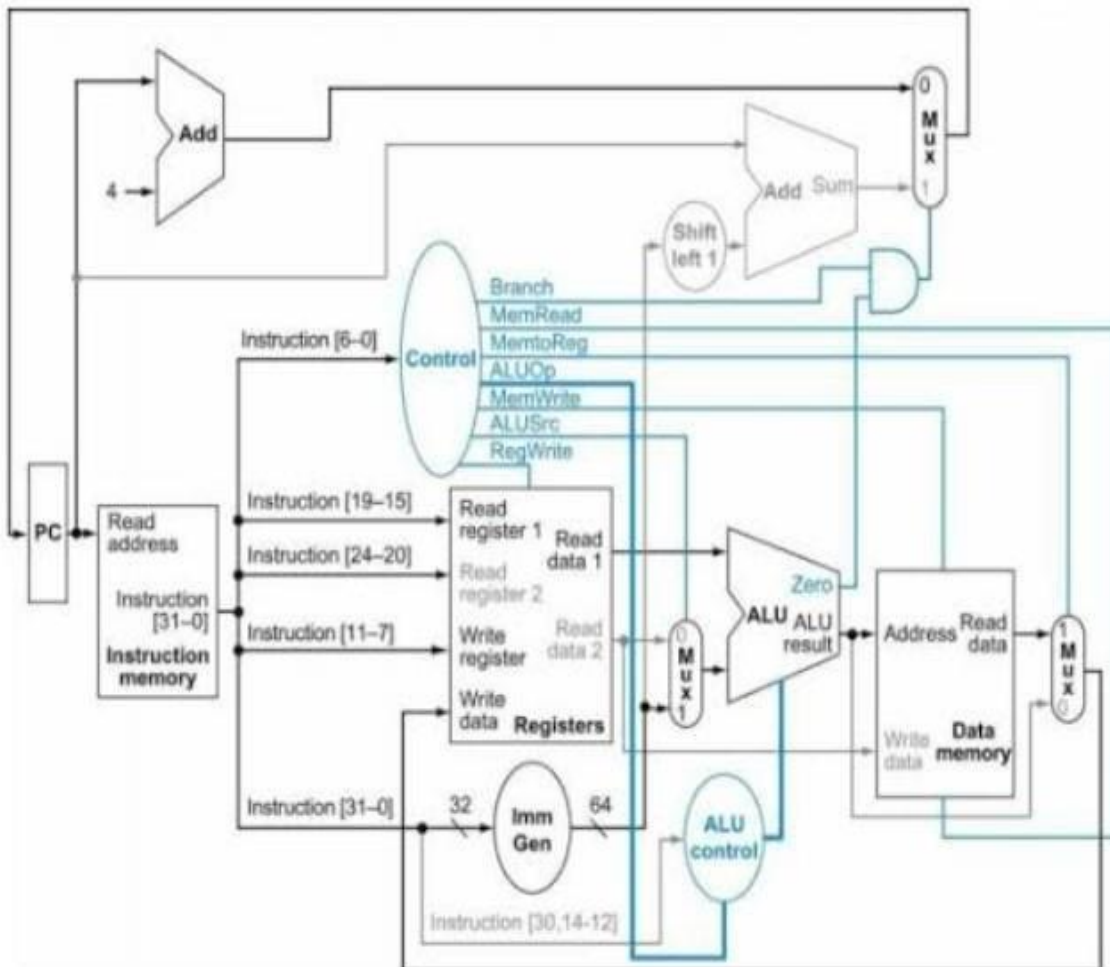 0
M
u
x
1
Add
4
Add Sum
Shift
left 1
Branch
MemRead
MemtoReg
ALUOp
MemWrite
ALUSrc
RegWrite
Control
Instruction [6–0]
PC
Read
address
Instruction
[31–0]
Instruction
memory
Instruction [19–15]
Instruction [24–20]
Instruction [11–7]
Instruction [31–0]
Read
register 1
Read
register 2
Write
register
Write
data
Read
data 1
Read
data 2
Registers
0
M
u
x
1
Zero
ALU
ALU
result
Address
Read
data
Write
data
Data
memory
1
M
u
x
0
32
Imm
Gen
64
ALU
control
Instruction [30,14-12]